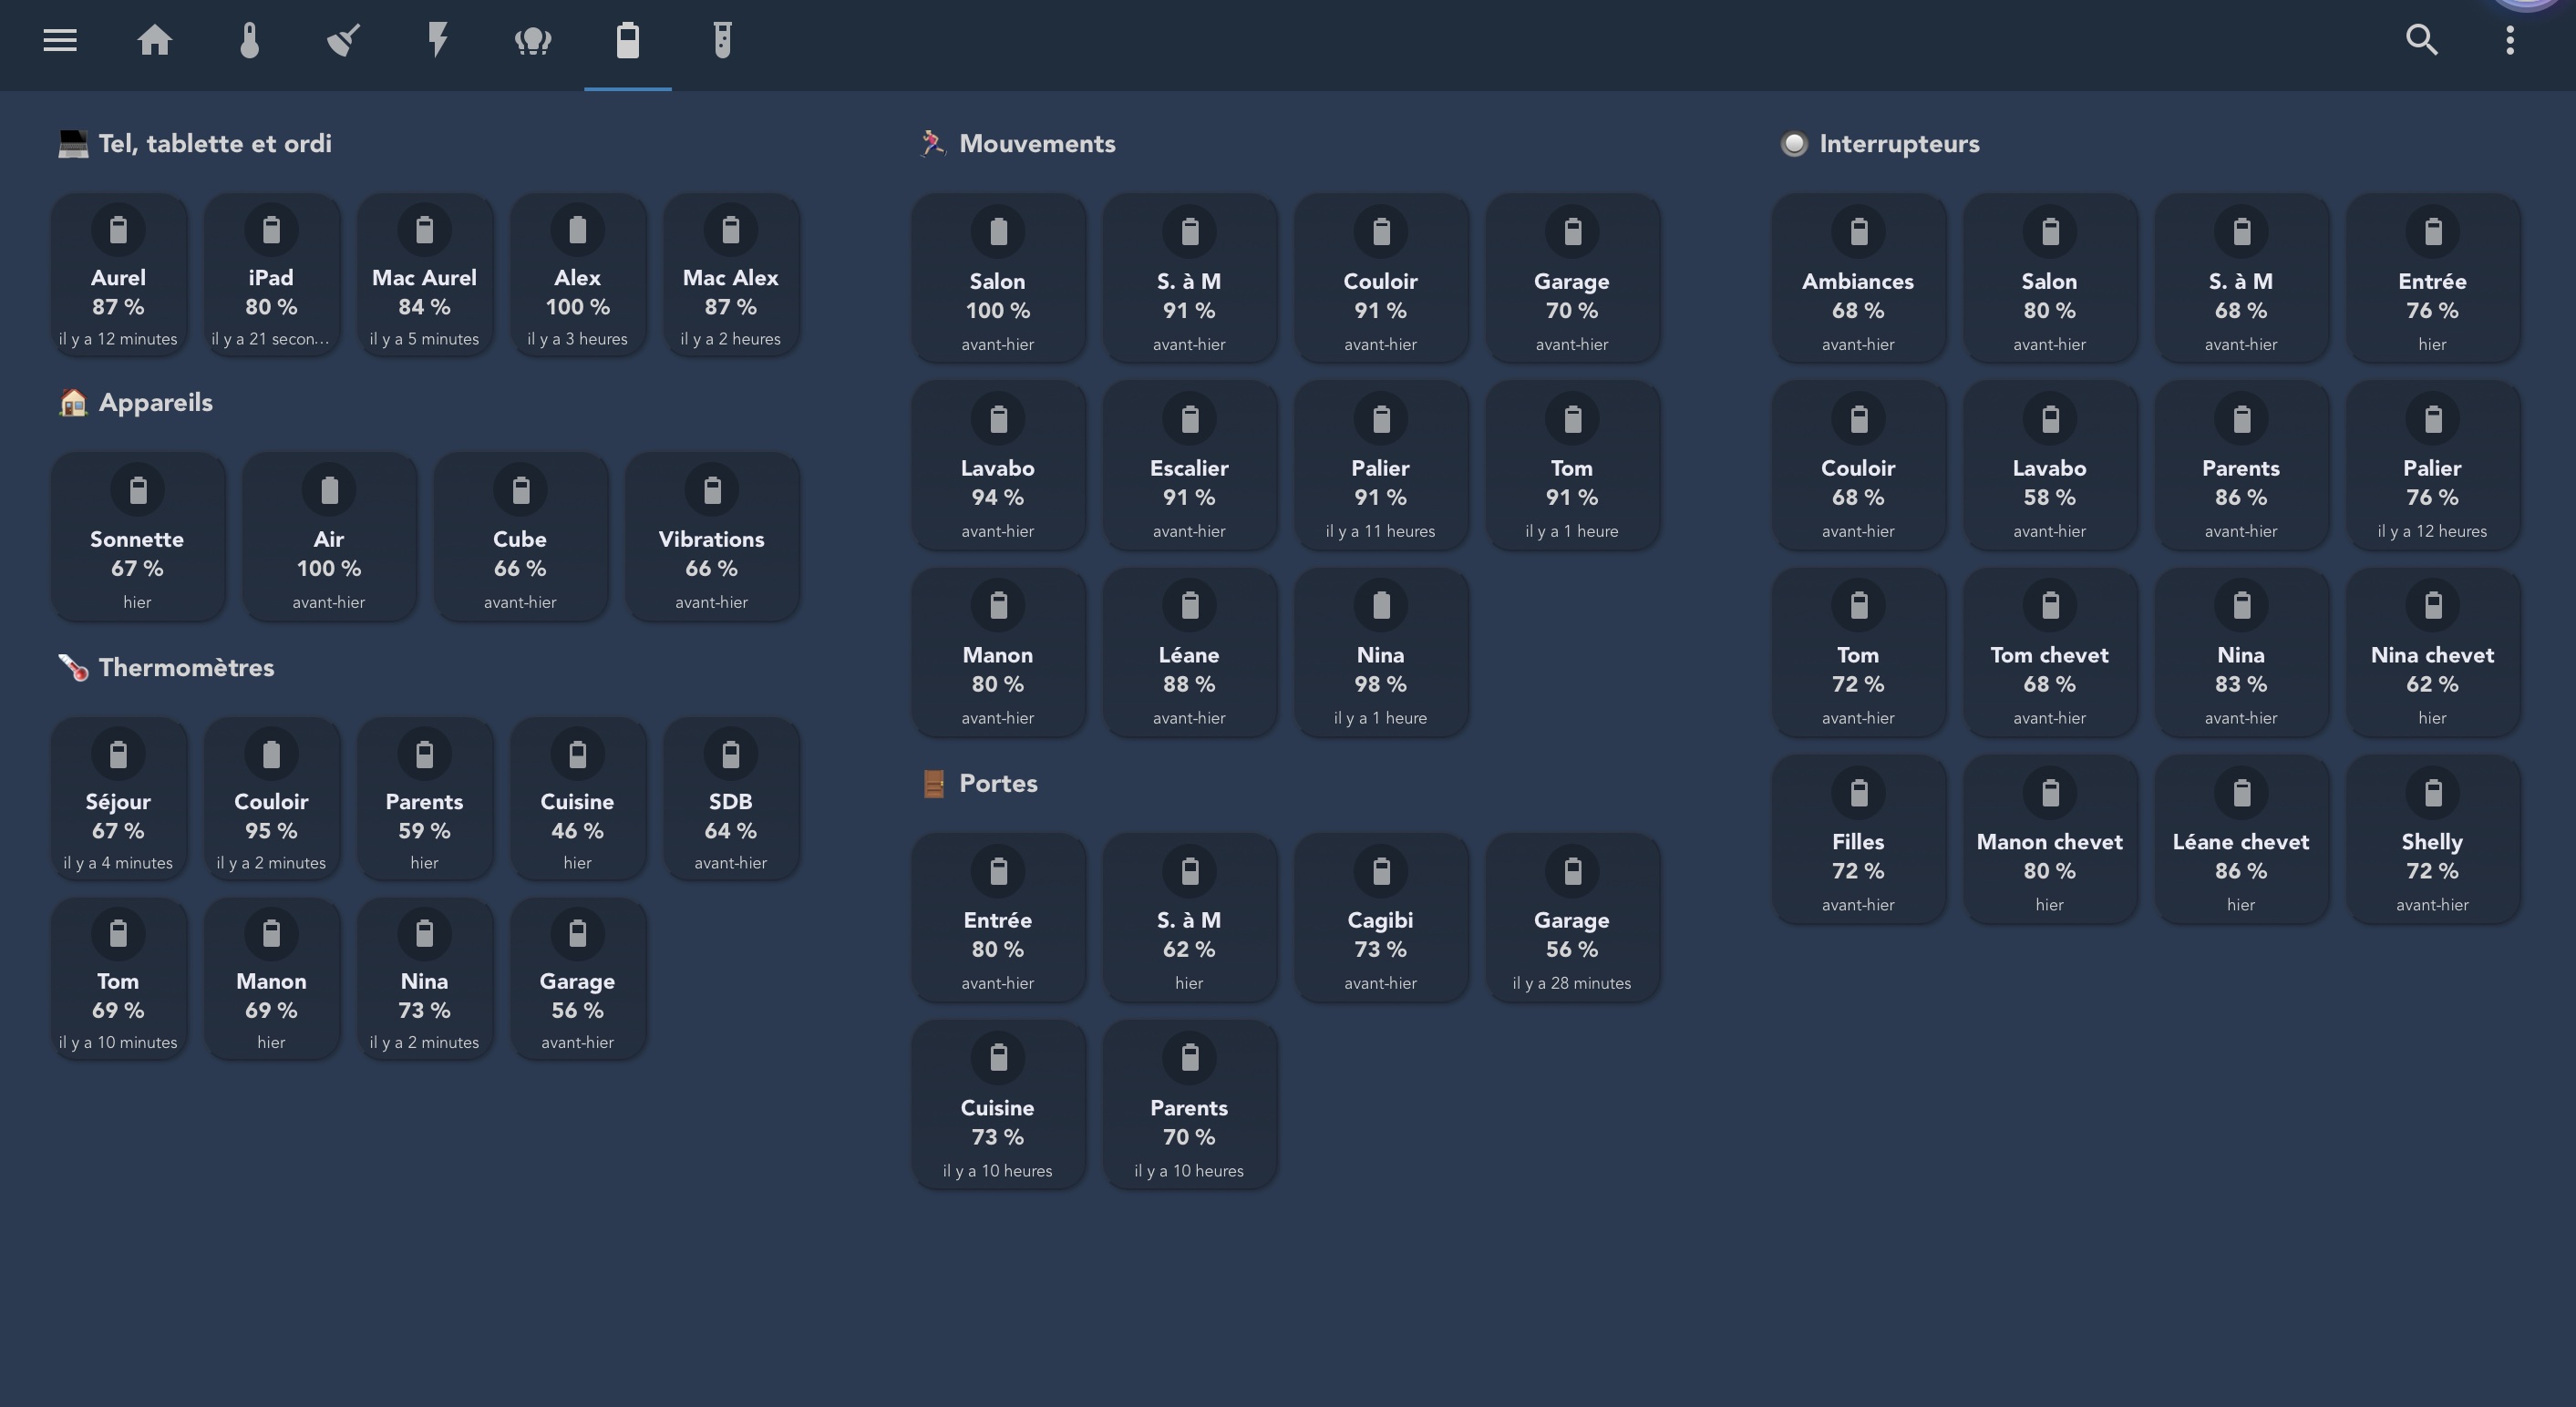 Tel, tablette et ordi
Aurel
87 %
il y a 12 minutes
iPad
80 %
il y a 21 secon…
Mac Aurel
84 %
il y a 5 minutes
Alex
100 %
il y a 3 heures
Mac Alex
87 %
il y a 2 heures
Appareils
Sonnette
67 %
hier
Air
100 %
avant-hier
Cube
66 %
avant-hier
Vibrations
66 %
avant-hier
Thermomètres
Séjour
67 %
il y a 4 minutes
Couloir
95 %
il y a 2 minutes
Parents
59 %
hier
Cuisine
46 %
hier
SDB
64 %
avant-hier
Tom
69 %
il y a 10 minutes
Manon
69 %
hier
Nina
73 %
il y a 2 minutes
Garage
56 %
avant-hier
Mouvements
Salon
100 %
avant-hier
S. à M
91 %
avant-hier
Couloir
91 %
avant-hier
Garage
70 %
avant-hier
Lavabo
94 %
avant-hier
Escalier
91 %
avant-hier
Palier
91 %
il y a 11 heures
Tom
91 %
il y a 1 heure
Manon
80 %
avant-hier
Léane
88 %
avant-hier
Nina
98 %
il y a 1 heure
Portes
Entrée
80 %
avant-hier
S. à M
62 %
hier
Cagibi
73 %
avant-hier
Garage
56 %
il y a 28 minutes
Cuisine
73 %
il y a 10 heures
Parents
70 %
il y a 10 heures
Interrupteurs
Ambiances
68 %
avant-hier
Salon
80 %
avant-hier
S. à M
68 %
avant-hier
Entrée
76 %
hier
Couloir
68 %
avant-hier
Lavabo
58 %
avant-hier
Parents
86 %
avant-hier
Palier
76 %
il y a 12 heures
Tom
72 %
avant-hier
Tom chevet
68 %
avant-hier
Nina
83 %
avant-hier
Nina chevet
62 %
hier
Filles
72 %
avant-hier
Manon chevet
80 %
hier
Léane chevet
86 %
hier
Shelly
72 %
avant-hier